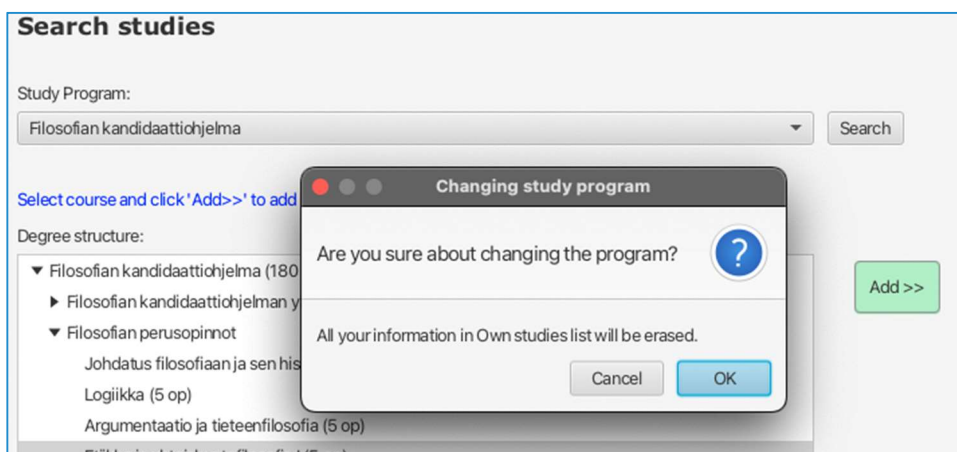 Search studies
Study Program:
Filosofian kandidaattiohjelma
Search
Select course and click 'Add>>' to add
Degree structure:
Filosofian kandidaattiohjelma (180
Filosofian kandidaattiohjelman y
Filosofian perusopinnot
Johdatus filosofiaan ja sen his
Logiikka (5 op)
Argumentaatio ja tieteenfilosofia (5 op)
Changing study program
Are you sure about changing the program?
?
All your information in Own studies list will be erased.
Cancel
OK
Add >>